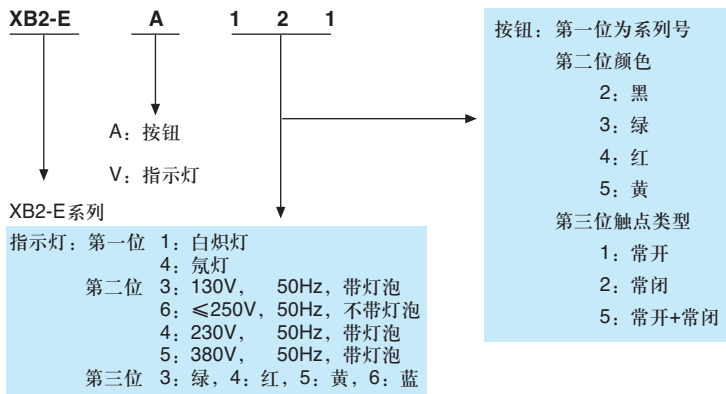 XB2-E A 1 2 1
A：按钮
V：指示灯
XB2-E系列
指示灯：第一位 1：白炽灯
4：氖灯
第二位 3：130V， 50Hz，带灯泡
6：≤250V，50Hz，不带灯泡
4：230V， 50Hz，带灯泡
5：380V， 50Hz，带灯泡
第三位 3：绿，4：红，5：黄，6：蓝
按钮：第一位为系列号
第二位颜色
2：黑
3：绿
4：红
5：黄
第三位触点类型
1：常开
2：常闭
5：常开+常闭